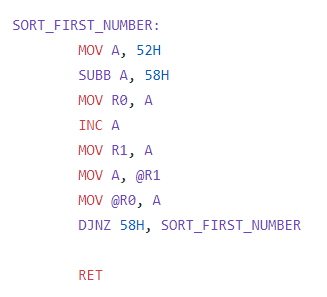 SORT_FIRST_NUMBER:
MOV A, 52H
SUBB A, 58H
MOV R0, A
INC A
MOV R1, A
MOV A, @R1
MOV @R0, A
DJNZ 58H, SORT_FIRST_NUMBER
RET